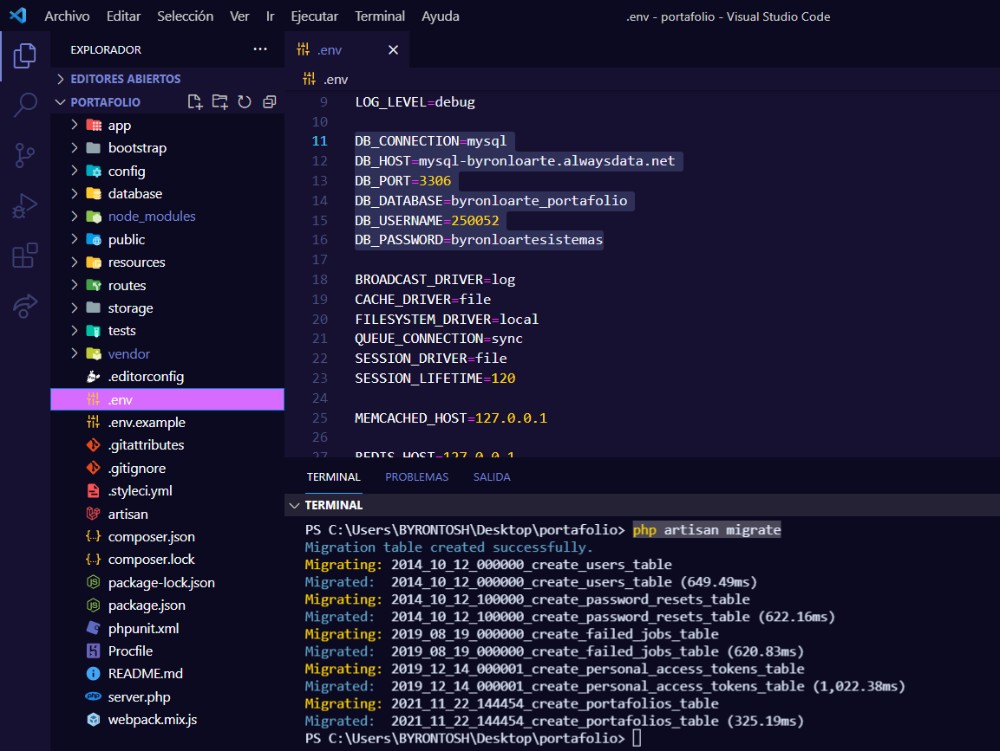 Archivo Editar Selección Ver Ir Ejecutar Terminal Ayuda
.env - portafolio - Visual Studio Code
EXPLORADOR
EDITORES ABIERTOS
PORTAFOLIO
app
bootstrap
config
database
node_modules
public
resources
routes
storage
tests
vendor
.editorconfig
.env
.env.example
.gitattributes
.gitignore
.styleci.yml
artisan
composer.json
composer.lock
package-lock.json
package.json
phpunit.xml
Procfile
README.md
server.php
webpack.mix.js
.env
.env
9 LOG_LEVEL=debug
10
11 DB_CONNECTION=mysql
12 DB_HOST=mysql-byronloarte.alwaysdata.net
13 DB_PORT=3306
14 DB_DATABASE=byronloarte_portafolio
15 DB_USERNAME=250052
16 DB_PASSWORD=byronloartesistemas
17
18 BROADCAST_DRIVER=log
19 CACHE_DRIVER=file
20 FILESYSTEM_DRIVER=local
21 QUEUE_CONNECTION=sync
22 SESSION_DRIVER=file
23 SESSION_LIFETIME=120
24
25 MEMCACHED_HOST=127.0.0.1
26
27 REDIS_HOST=127.0.0.1
TERMINAL PROBLEMAS SALIDA
TERMINAL
PS C:\Users\BYRONTOSH\Desktop\portafolio> php artisan migrate
Migration table created successfully.
Migrating: 2014_10_12_000000_create_users_table
Migrated: 2014_10_12_000000_create_users_table (649.49ms)
Migrating: 2014_10_12_100000_create_password_resets_table
Migrated: 2014_10_12_100000_create_password_resets_table (622.16ms)
Migrating: 2019_08_19_000000_create_failed_jobs_table
Migrated: 2019_08_19_000000_create_failed_jobs_table (620.83ms)
Migrating: 2019_12_14_000001_create_personal_access_tokens_table
Migrated: 2019_12_14_000001_create_personal_access_tokens_table (1,022.38ms)
Migrating: 2021_11_22_144454_create_portafolios_table
Migrated: 2021_11_22_144454_create_portafolios_table (325.19ms)
PS C:\Users\BYRONTOSH\Desktop\portafolio>